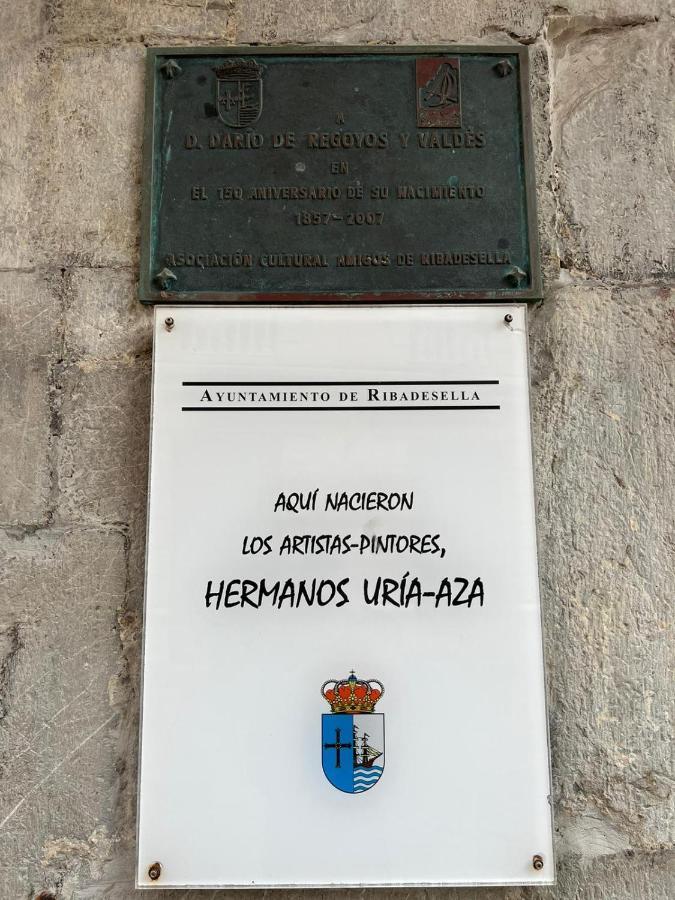 A
D. DARÍO DE REGOYOS Y VALDÉS
EN
EL 150 ANIVERSARIO DE SU NACIMIENTO
1857-2007
ASOCIACIÓN CULTURAL AMIGOS DE RIBADESELLA
AYUNTAMIENTO DE RIBADESELLA
AQUÍ NACIERON
LOS ARTISTAS-PINTORES,
HERMANOS URÍA-AZA